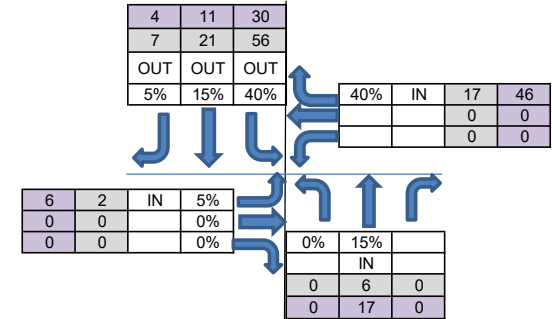 4 11 30
7 21 56
OUT OUT OUT
5% 15% 40%
40% IN 17 46
0 0
0 0
6 2 IN 5%
0 0 0%
0 0 0%
0% 15%
IN
0 6 0
0 17 0